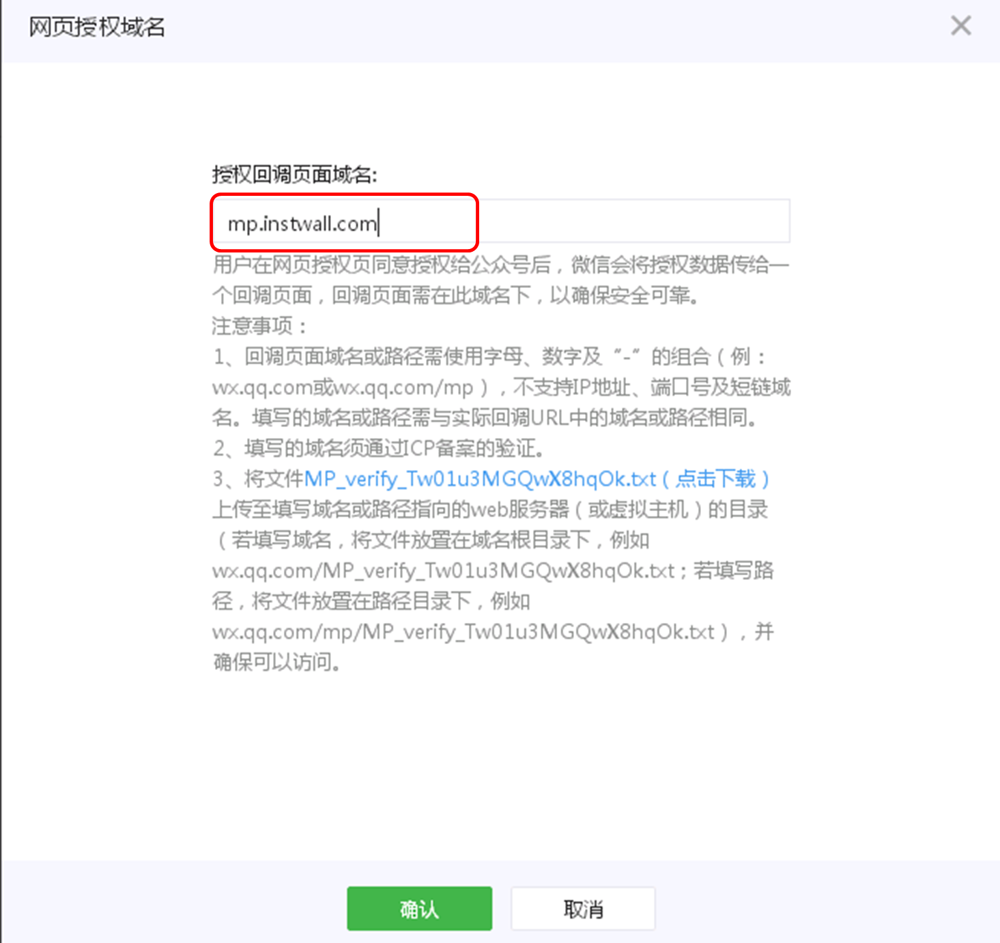 网页授权域名
授权回调页面域名:
mp.instwall.com
用户在网页授权页同意授权给公众号后，微信会将授权数据传给一
个回调页面，回调页面需在此域名下，以确保安全可靠。
注意事项：
1、回调页面域名或路径需使用字母、数字及“-”的组合（例：
wx.qq.com或wx.qq.com/mp），不支持IP地址、端口号及短链域
名。填写的域名或路径需与实际回调URL中的域名或路径相同。
2、填写的域名须通过ICP备案的验证。
3、将文件MP_verify_Tw01u3MGQwX8hqOk.txt（点击下载）
上传至填写域名或路径指向的web服务器（或虚拟主机）的目录
（若填写域名，将文件放置在域名根目录下，例如
wx.qq.com/MP_verify_Tw01u3MGQwX8hqOk.txt；若填写路
径，将文件放置在路径目录下，例如
wx.qq.com/mp/MP_verify_Tw01u3MGQwX8hqOk.txt），并
确保可以访问。
确认 取消